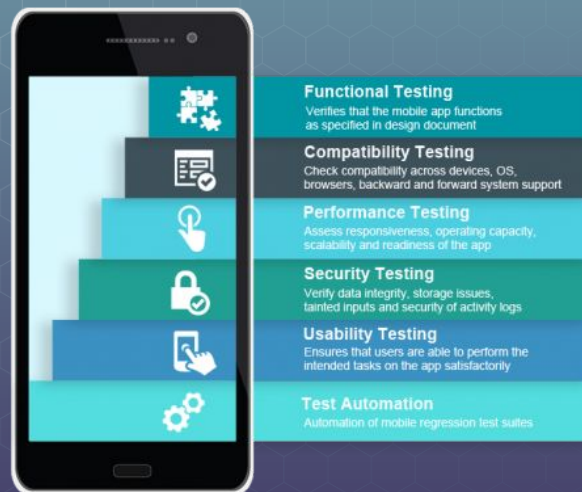 Functional Testing
Verifies that the mobile app functions
as specified in design document
Compatibility Testing
Check compatibility across devices, OS,
browsers, backward and forward system support
Performance Testing
Assess responsiveness, operating capacity,
scalability and readiness of the app
Security Testing
Verify data integrity, storage issues,
tainted inputs and security of activity logs
Usability Testing
Ensures that users are able to perform the
intended tasks on the app satisfactorily
Test Automation
Automation of mobile regression test suites